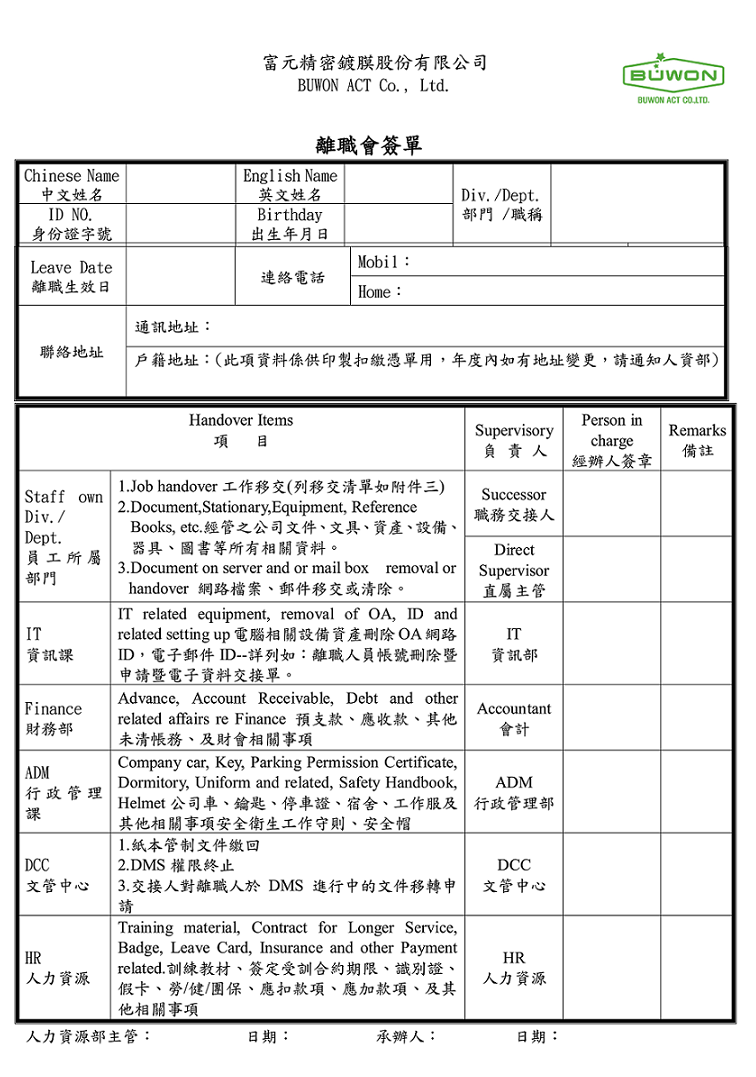 富元精密鍍膜股份有限公司
BUWON ACT Co., Ltd.
BUWON
BUWON ACT CO.LTD.
離職會簽單
Chinese Name
中文姓名
English Name
英文姓名
Div./Dept.
部門 /職稱
ID NO.
身份證字號
Birthday
出生年月日
Leave Date
離職生效日
連絡電話
Mobil：
Home：
聯絡地址
通訊地址：
戶籍地址：(此項資料係供印製扣繳憑單用，年度內如有地址變更，請通知人資部)
Handover Items
項 目
Supervisory
負 責 人
Person in
charge
經辦人簽章
Remarks
備註
Staff own
Div./
Dept.
員工所屬
部門
1.Job handover 工作移交(列移交清單如附件三)
2.Document,Stationary,Equipment, Reference
Books, etc.經管之公司文件、文具、資產、設備、
器具、圖書等所有相關資料。
3.Document on server and or mail box removal or
handover 網路檔案、郵件移交或清除。
Successor
職務交接人
Direct
Supervisor
直屬主管
IT
資訊課
IT related equipment, removal of OA, ID and
related setting up 電腦相關設備資產刪除 OA 網路
ID，電子郵件 ID--詳列如：離職人員帳號刪除暨
申請暨電子資料交接單。
IT
資訊部
Finance
財務部
Advance, Account Receivable, Debt and other
related affairs re Finance 預支款、應收款、其他
未清帳務、及財會相關事項
Accountant
會計
ADM
行政管理
課
Company car, Key, Parking Permission Certificate,
Dormitory, Uniform and related, Safety Handbook,
Helmet 公司車、鑰匙、停車證、宿舍、工作服及
其他相關事項安全衛生工作守則、安全帽
ADM
行政管理部
DCC
文管中心
1.紙本管制文件繳回
2.DMS 權限終止
3.交接人對離職人於 DMS 進行中的文件移轉申
請
DCC
文管中心
HR
人力資源
Training material, Contract for Longer Service,
Badge, Leave Card, Insurance and other Payment
related.訓練教材、簽定受訓合約期限、識別證、
假卡、勞/健/團保、應扣款項、應加款項、及其
他相關事項
HR
人力資源
人力資源部主管： 日期： 承辦人： 日期：